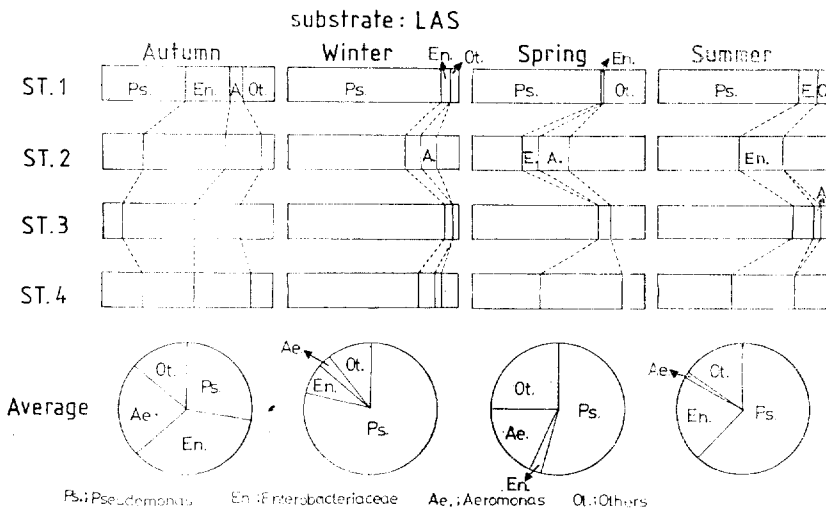 substrate: LAS
Autumn Winter Spring Summer
En. Ot. En.
ST.1 Ps. En. A. Ot. Ps. Ps. Ot. Ps. E. O
ST.2 A. E. A. En.
ST.3 A
ST.4
Average
Ot. Ps. Ae. En.
Ae. Ot. En. Ps.
Ot. Ps. Ae. En.
Ae Ot. En. Ps.
Ps.;Pseudomonas En.;Enterobacteriaceae Ae.;Aeromonas Ot.;Others